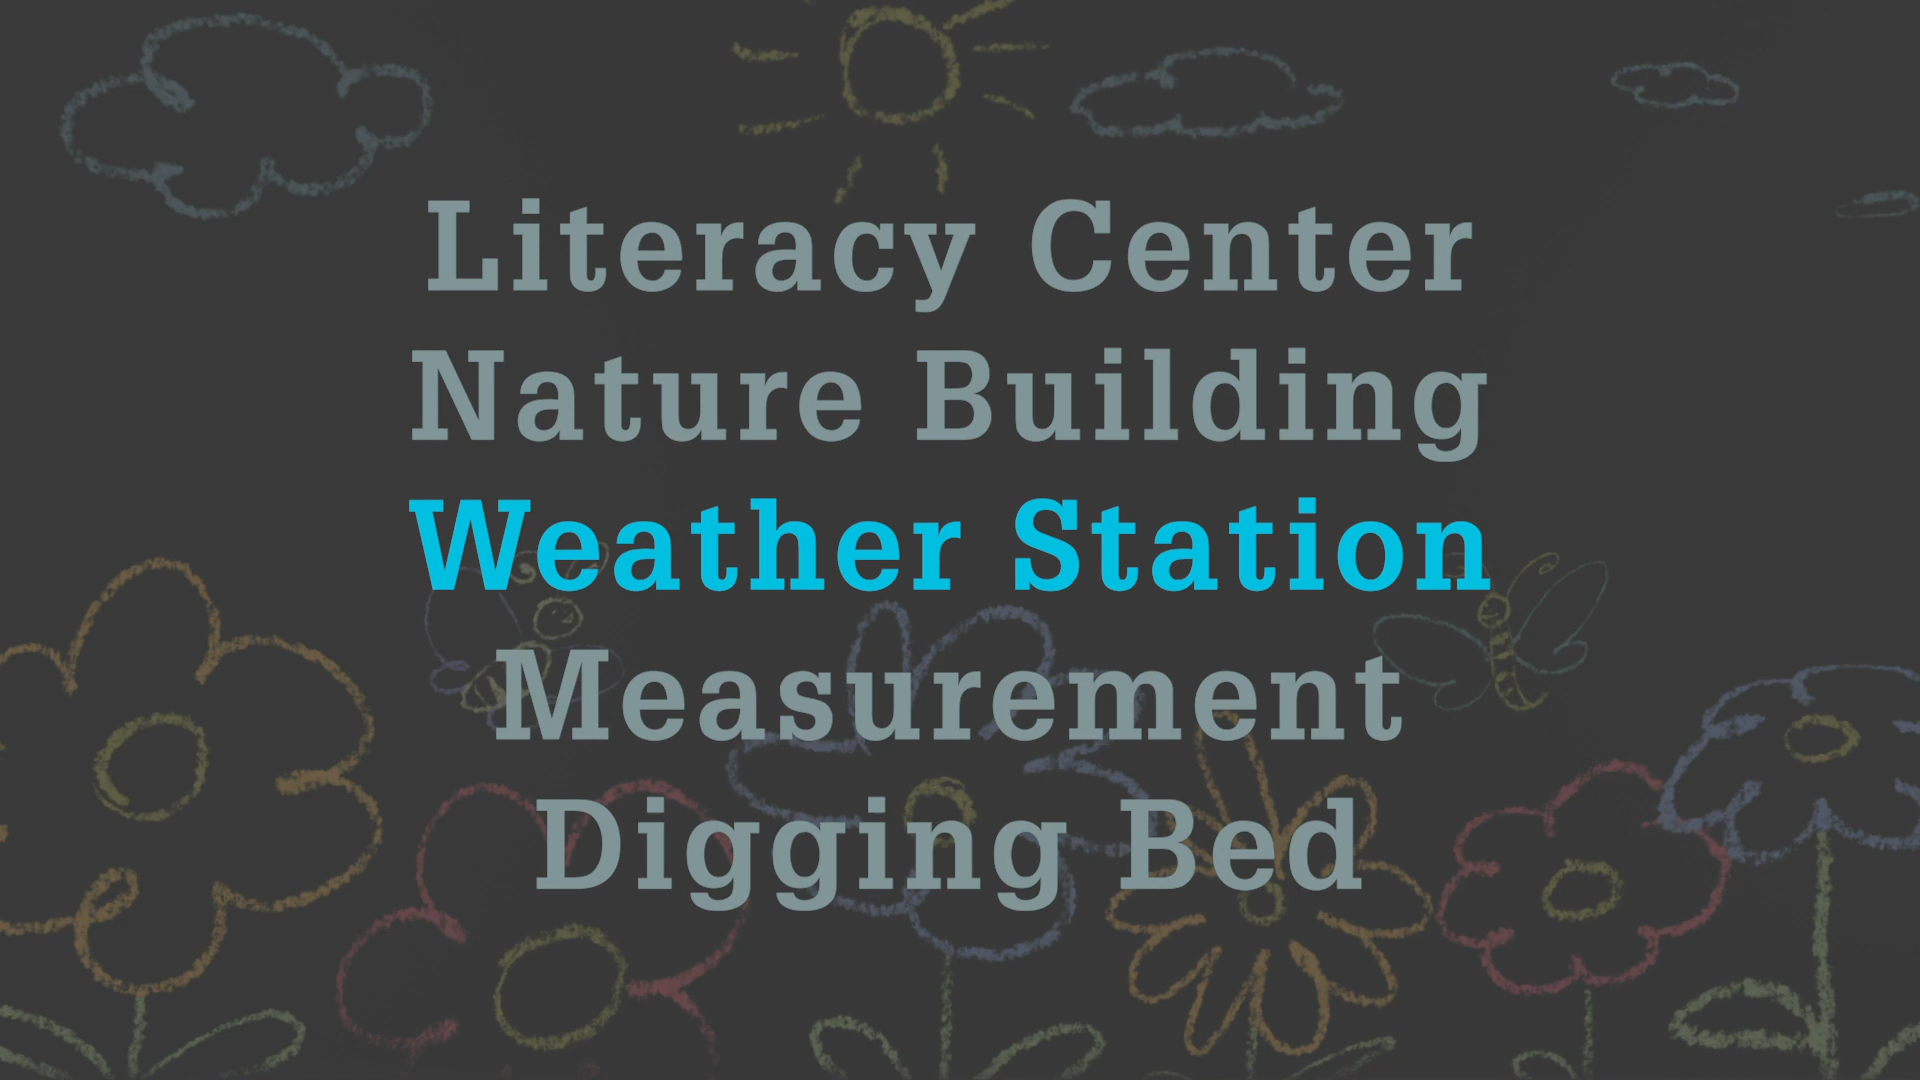 Literacy Center
Nature Building
Weather Station
Measurement
Digging Bed